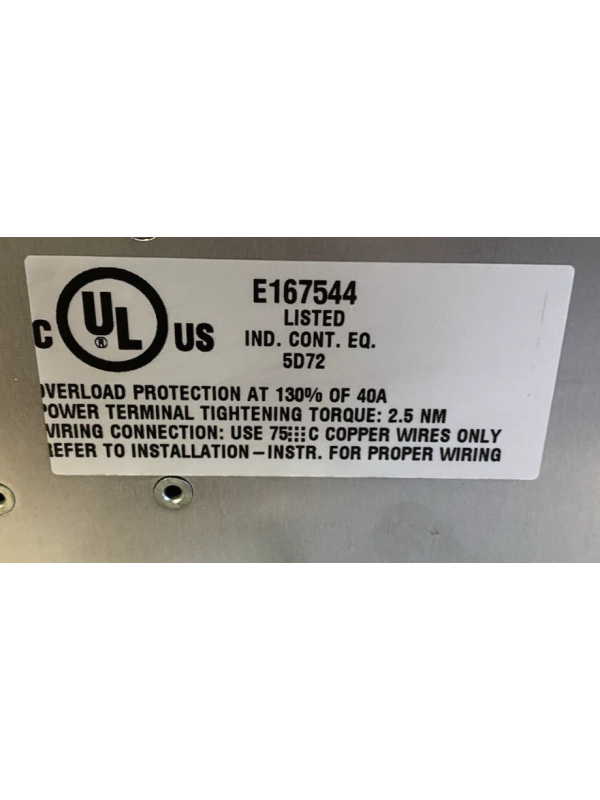 E167544
LISTED
IND. CONT. EQ.
5D72
C UL ® US
OVERLOAD PROTECTION AT 130% OF 40A
POWER TERMINAL TIGHTENING TORQUE: 2.5 NM
WIRING CONNECTION: USE 75⁝⁝⁝C COPPER WIRES ONLY
REFER TO INSTALLATION–INSTR. FOR PROPER WIRING